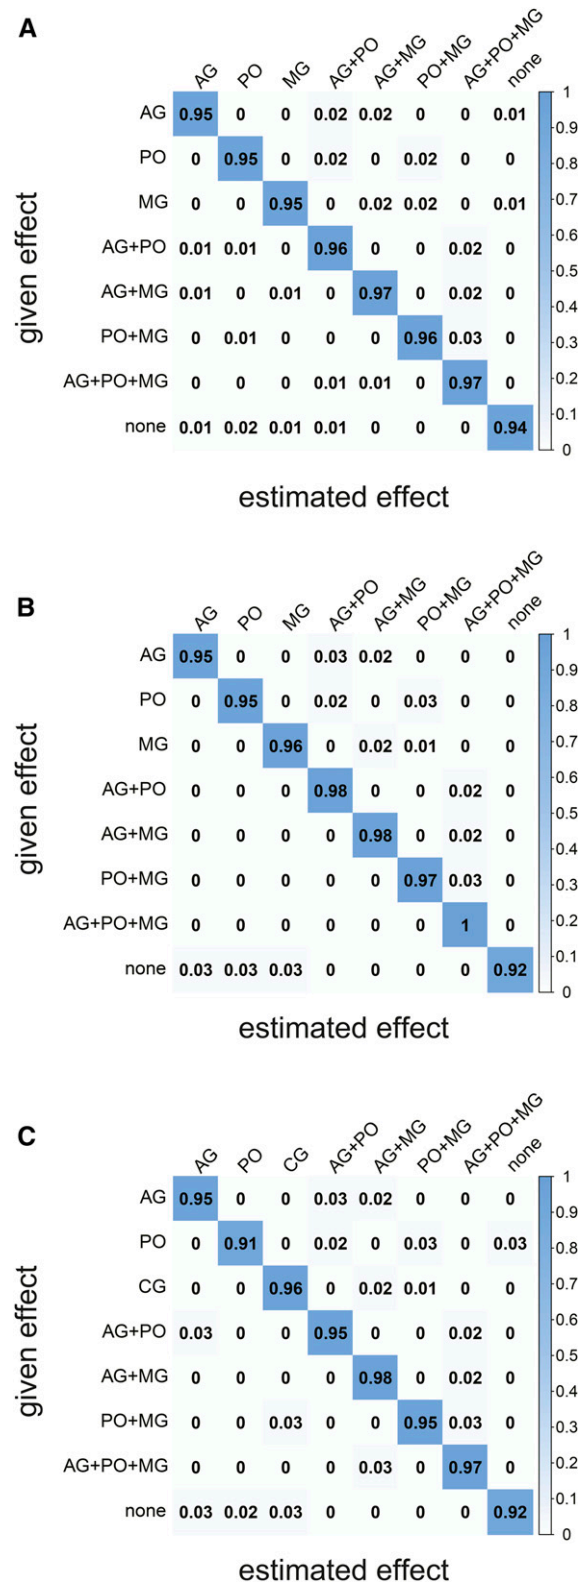 A
AG PO MG AG+PO AG+MG PO+MG AG+PO+MG none
AG 0.95 0 0 0.02 0.02 0 0 0.01 1
0.9
PO 0 0.95 0 0.02 0 0.02 0 0 0.8
MG 0 0 0.95 0 0.02 0.02 0 0.01 0.7
0.6
AG+PO 0.01 0.01 0 0.96 0 0 0.02 0
0.5
AG+MG 0.01 0 0.01 0 0.97 0 0.02 0 0.4
PO+MG 0 0.01 0 0 0 0.96 0.03 0 0.3
AG+PO+MG 0 0 0 0.01 0.01 0 0.97 0 0.2
0.1
none 0.01 0.02 0.01 0.01 0 0 0 0.94
0
given effect
estimated effect
B
AG PO MG AG+PO AG+MG PO+MG AG+PO+MG none
AG 0.95 0 0 0.03 0.02 0 0 0 1
0.9
PO 0 0.95 0 0.02 0 0.03 0 0 0.8
MG 0 0 0.96 0 0.02 0.01 0 0 0.7
0.6
AG+PO 0 0 0 0.98 0 0 0.02 0
0.5
AG+MG 0 0 0 0 0.98 0 0.02 0 0.4
PO+MG 0 0 0 0 0 0.97 0.03 0 0.3
AG+PO+MG 0 0 0 0 0 0 1 0 0.2
0.1
none 0.03 0.03 0.03 0 0 0 0 0.92
0
given effect
estimated effect
C
AG PO CG AG+PO AG+MG PO+MG AG+PO+MG none
AG 0.95 0 0 0.03 0.02 0 0 0 1
0.9
PO 0 0.91 0 0.02 0 0.03 0 0.03 0.8
CG 0 0 0.96 0 0.02 0.01 0 0 0.7
0.6
AG+PO 0.03 0 0 0.95 0 0 0.02 0
0.5
AG+MG 0 0 0 0 0.98 0 0.02 0 0.4
PO+MG 0 0 0.03 0 0 0.95 0.03 0 0.3
AG+PO+MG 0 0 0 0 0.03 0 0.97 0 0.2
0.1
none 0.03 0.02 0.03 0 0 0 0 0.92
0
given effect
estimated effect